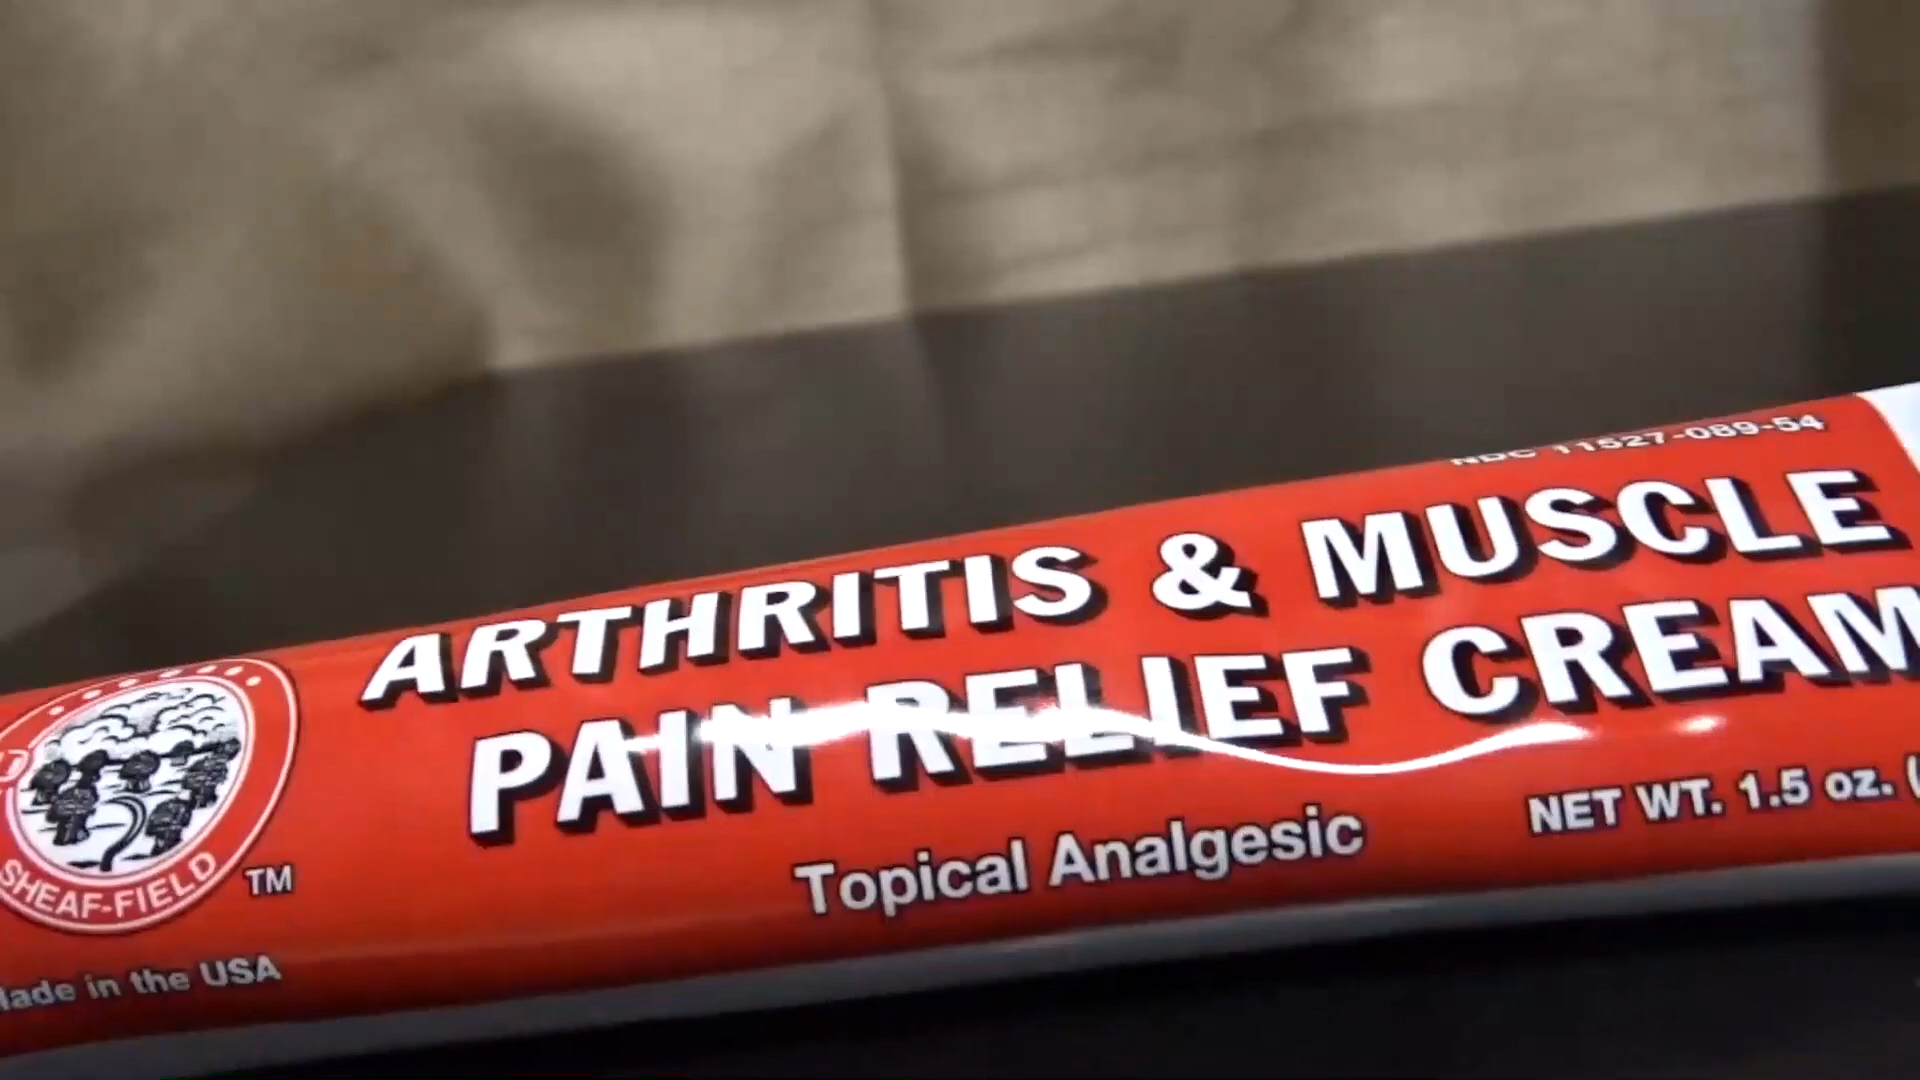 NDC 11527-089-54
ARTHRITIS & MUSCLE
PAIN RELIEF CREAM
Topical Analgesic
NET WT. 1.5 oz. (
SHEAF-FIELD
TM
Made in the USA